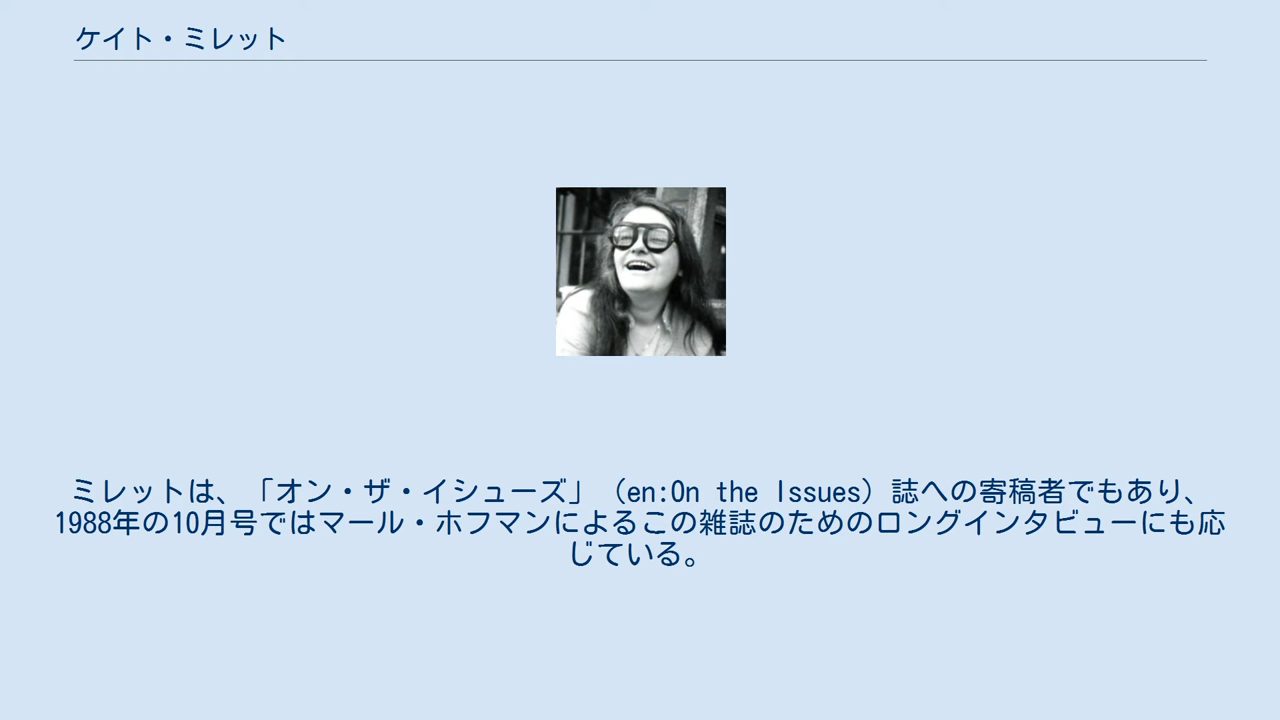 ケイト・ミレット
ミレットは、「オン・ザ・イシューズ」（en:On the Issues）誌への寄稿者でもあり、
1988年の10月号ではマール・ホフマンによるこの雑誌のためのロングインタビューにも応
じている。